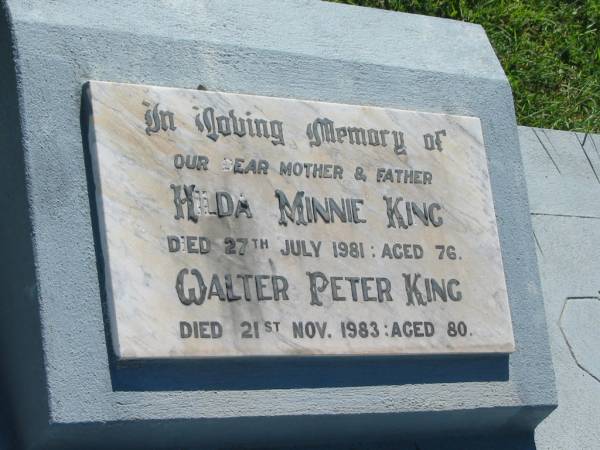 In Loving Memory of
OUR DEAR MOTHER & FATHER
HILDA MINNIE KING
DIED 27TH JULY 1981 : AGED 76.
WALTER PETER KING
DIED 21ST NOV. 1983 : AGED 80.